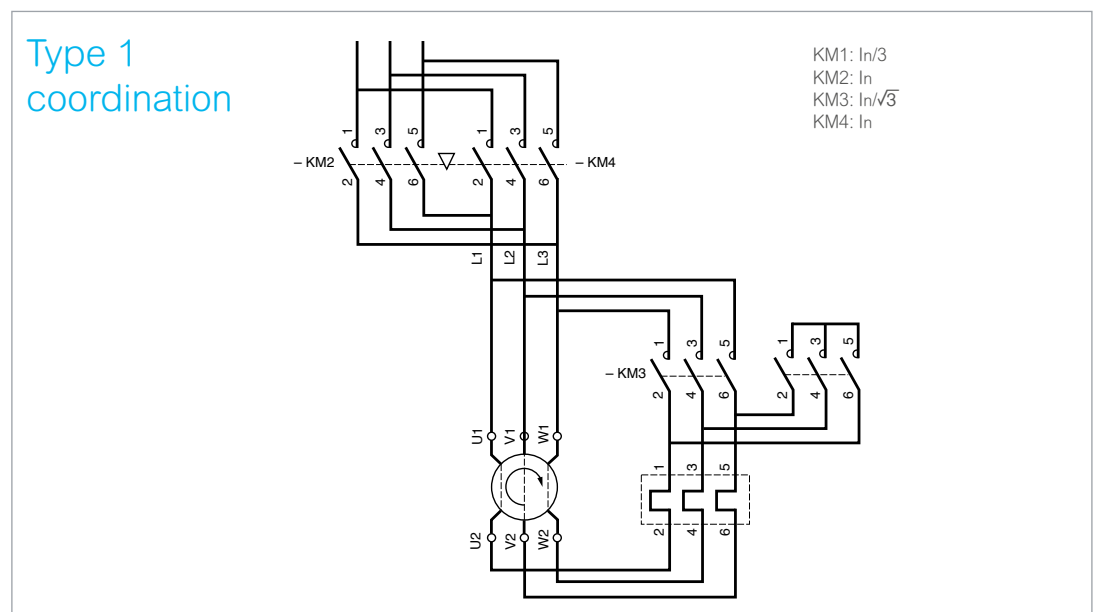 Type 1
coordination
KM1: In/3
KM2: In
KM3: In/√3
KM4: In
1 3 5 1 3 5
– KM2 – KM4
2 4 6 2 4 6
L1 L2 L3
1 3 5 1 3 5
– KM3
2 4 6 2 4 6
U1 V1 W1
1 3 5
2 4 6
U2 V2 W2